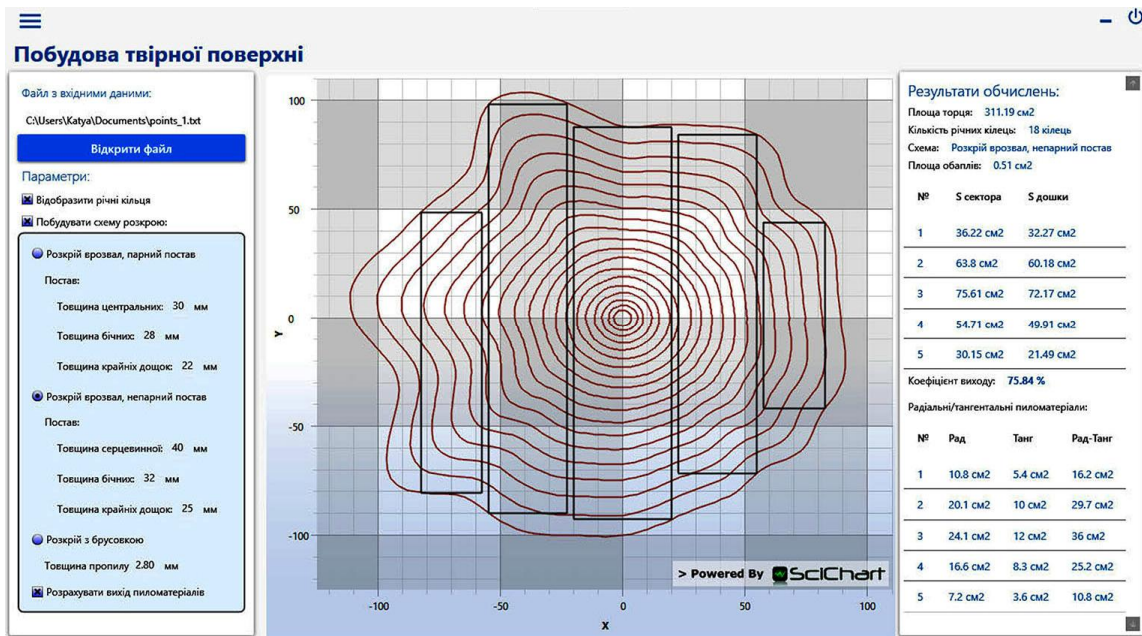 Побудова твірної поверхні
Файл з вхідними даними:
C:\Users\Katya\Documents\points_1.txt
Відкрити файл
Параметри:
Відобразити річні кільця
Побудувати схему розкрою:
Розкрій врозвал, парний постав
Постав:
Товщина центральних: 30 мм
Товщина бічних: 28 мм
Товщина крайніх дощок: 22 мм
Розкрій врозвал, непарний постав
Постав:
Товщина серцевинної: 40 мм
Товщина бічних: 32 мм
Товщина крайніх дощок: 25 мм
Розкрій з брусовкою
Товщина пропилу 2.80 мм
Розрахувати вихід пиломатеріалів
100
50
0
-50
-100
Y
-100 -50 0 50 100
X
> Powered By SciChart
Результати обчислень:
Площа торця: 311.19 см2
Кількість річних кілець: 18 кілець
Схема: Розкрій врозвал, непарний постав
Площа обаплів: 0.51 см2
№ S сектора S дошки
1 36.22 см2 32.27 см2
2 63.8 см2 60.18 см2
3 75.61 см2 72.17 см2
4 54.71 см2 49.91 см2
5 30.15 см2 21.49 см2
Коефіцієнт виходу: 75.84 %
Радіальні/тангентальні пиломатеріали:
№ Рад Танг Рад-Танг
1 10.8 см2 5.4 см2 16.2 см2
2 20.1 см2 10 см2 29.7 см2
3 24.1 см2 12 см2 36 см2
4 16.6 см2 8.3 см2 25.2 см2
5 7.2 см2 3.6 см2 10.8 см2